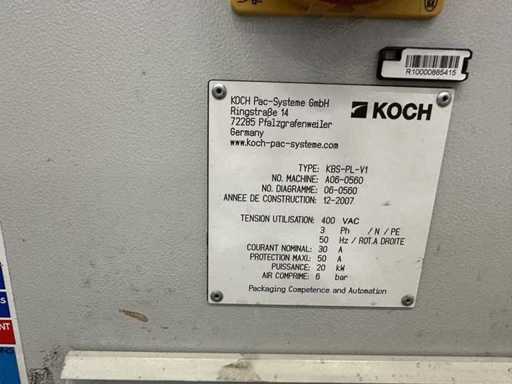 R10000885415
KOCH Pac-Systeme GmbH
Ringstraße 14
72285 Pfalzgrafenweiler
Germany
www.koch-pac-systeme.com
KOCH
TYPE: KBS-PL-V1
NO. MACHINE: A06-0560
NO. DIAGRAMME: 06-0560
ANNEE DE CONSTRUCTION: 12-2007
TENSION UTILISATION: 400 VAC
3 Ph / N / PE
50 Hz / ROT.A DROITE
COURANT NOMINAL: 30 A
PROTECTION MAXI: 50 A
PUISSANCE: 20 kW
AIR COMPRIME: 6 bar
Packaging Competence and Automation